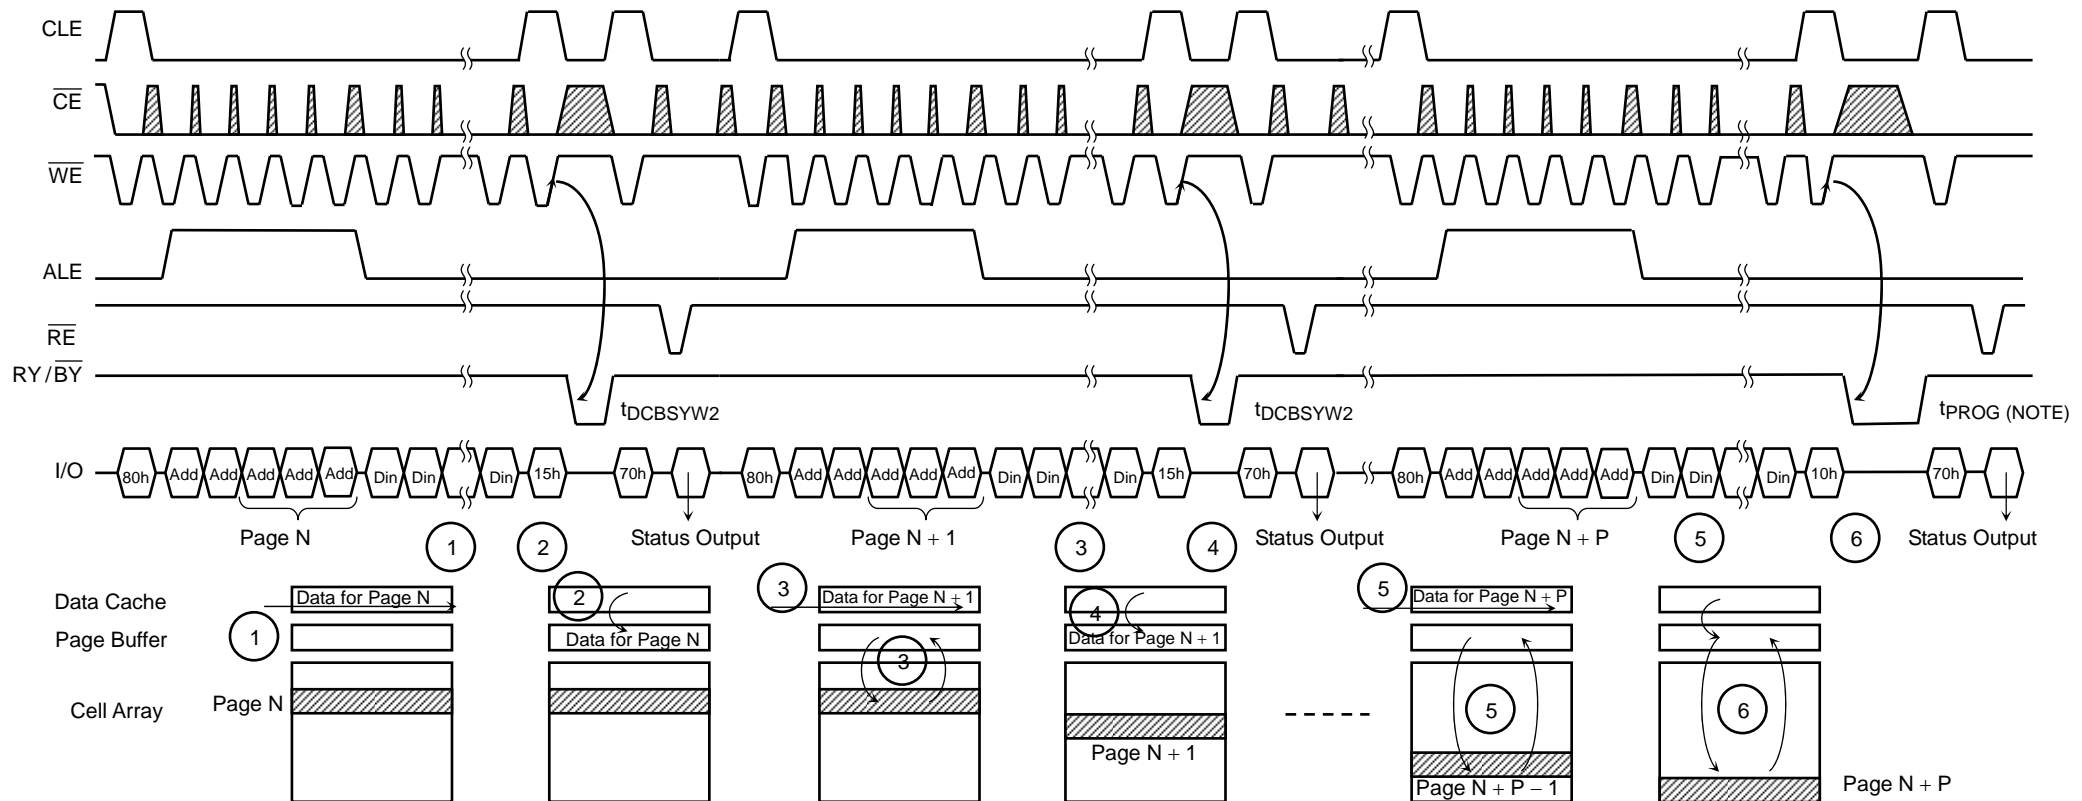 CLE
CE
WE
ALE
RE
RY/BY
tDCBSYW2 tDCBSYW2 tPROG (NOTE)
I/O 80h Add Add Add Add Add Din Din Din 15h 70h 80h Add Add Add Add Add Din Din Din 15h 70h 80h Add Add Add Add Add Din Din Din 10h 70h
Page N 1 2 Status Output Page N + 1 3 4 Status Output Page N + P 5 6 Status Output
Data Cache Data for Page N 2 3 Data for Page N + 1 4 5 Data for Page N + P
Page Buffer 1 Data for Page N 3 Data for Page N + 1
Cell Array Page N Page N + 1 5 Page N + P − 1 6 Page N + P